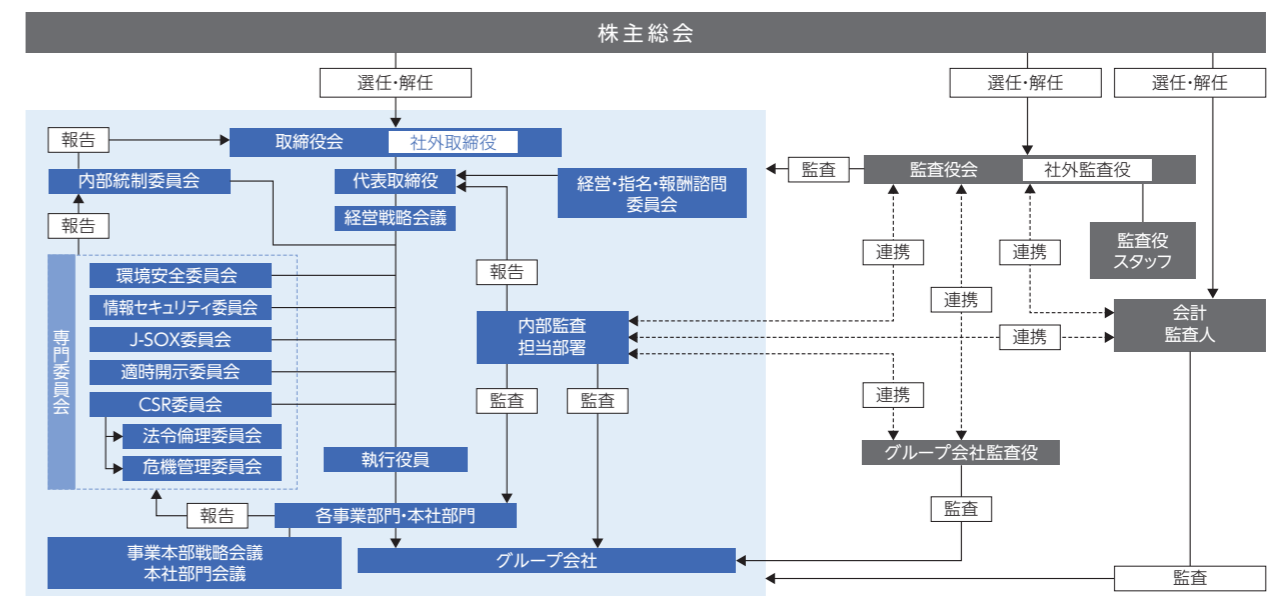 株主総会
選任・解任
選任・解任
選任・解任
報告
取締役会
社外取締役
監査
監査役会
社外監査役
内部統制委員会
代表取締役
経営・指名・報酬諮問
委員会
経営戦略会議
報告
監査役
スタッフ
連携
連携
連携
報告
専門委員会
環境安全委員会
情報セキュリティ委員会
J-SOX委員会
適時開示委員会
CSR委員会
法令倫理委員会
危機管理委員会
内部監査
担当部署
会計
監査人
連携
連携
監査
監査
執行役員
グループ会社監査役
報告
各事業部門・本社部門
監査
事業本部戦略会議
本社部門会議
グループ会社
監査